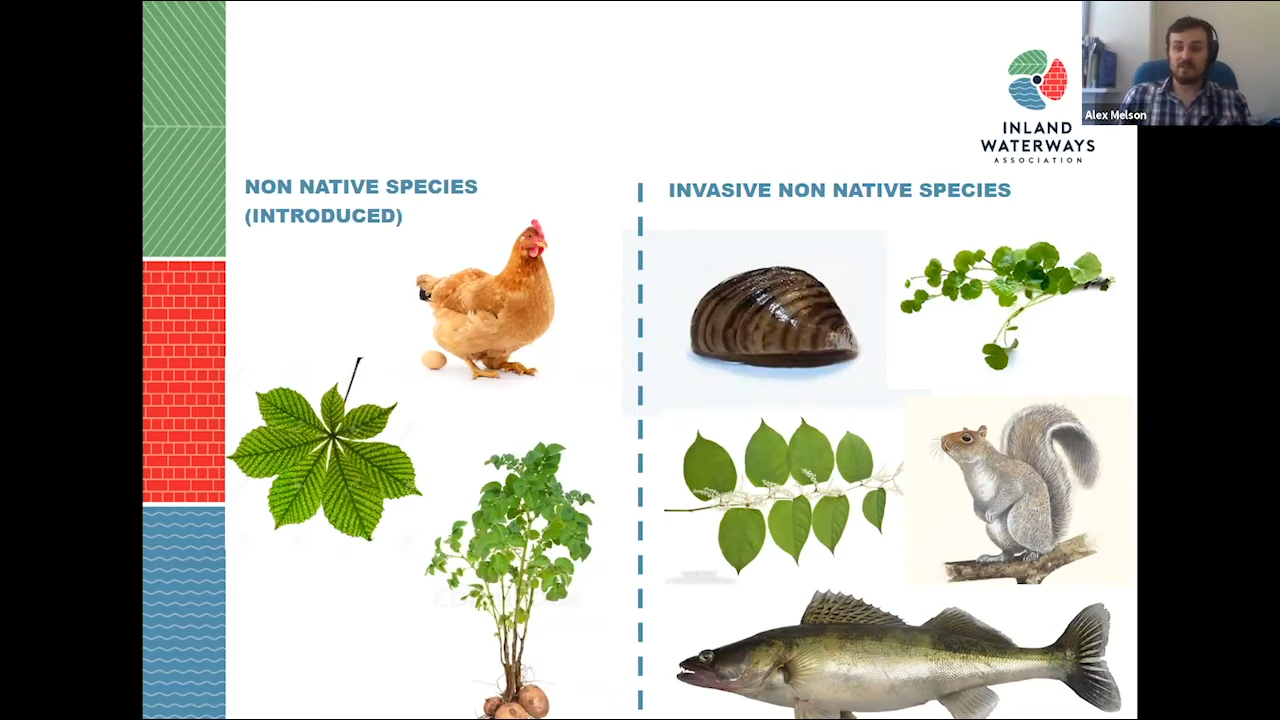 INLAND
WATERWAYS
ASSOCIATION
Alex Melson
NON NATIVE SPECIES
(INTRODUCED)
INVASIVE NON NATIVE SPECIES